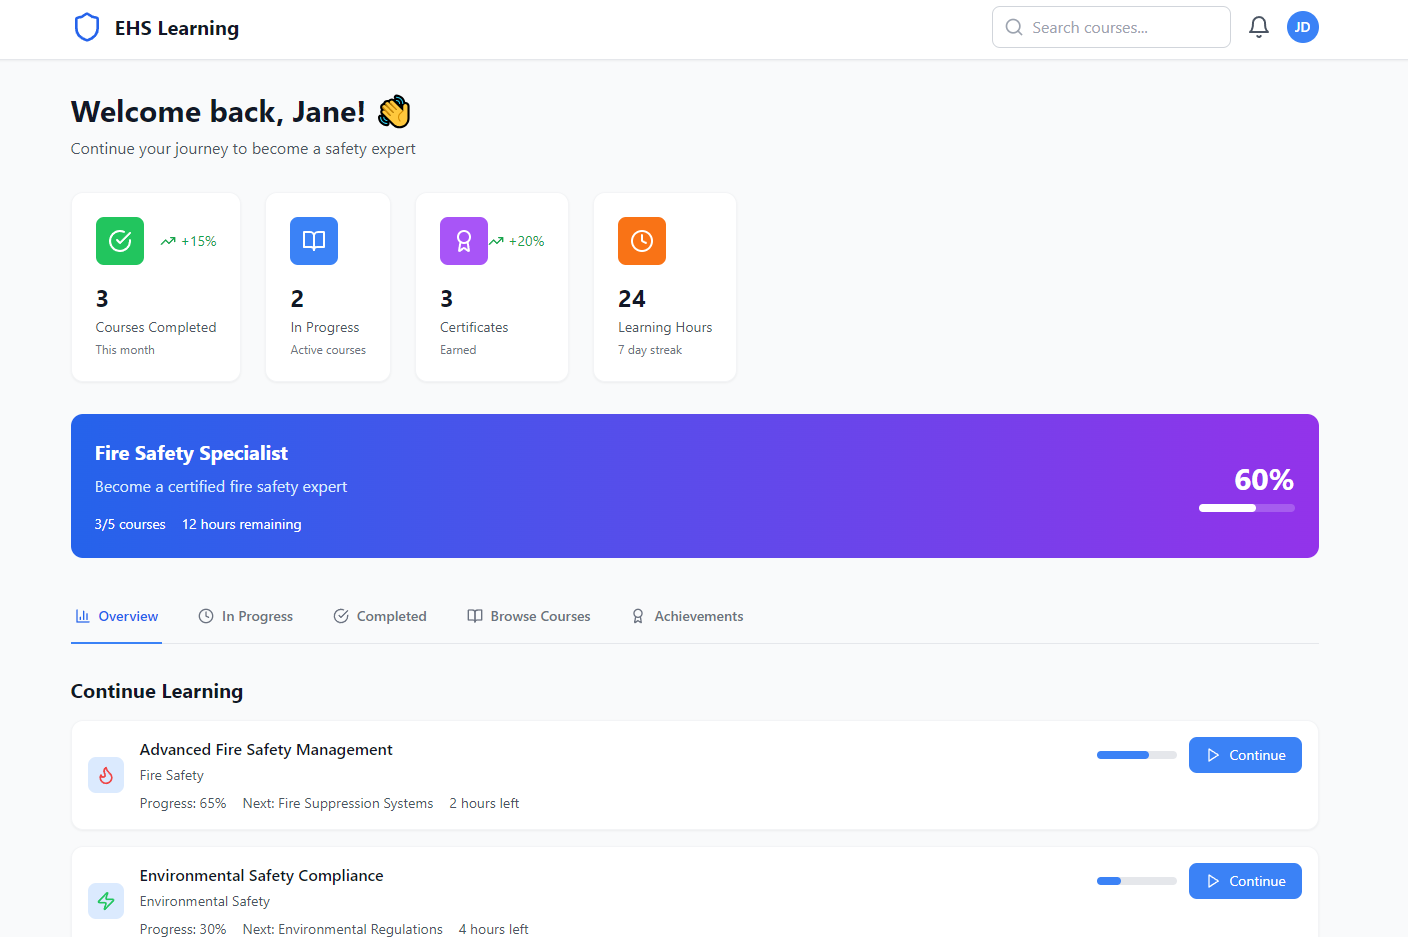 EHS Learning
Search courses...
JD
Welcome back, Jane! 👋
Continue your journey to become a safety expert
+15%
3
Courses Completed
This month
2
In Progress
Active courses
+20%
3
Certificates
Earned
24
Learning Hours
7 day streak
Fire Safety Specialist
Become a certified fire safety expert
3/5 courses 12 hours remaining
60%
Overview In Progress Completed Browse Courses Achievements
Continue Learning
Advanced Fire Safety Management
Fire Safety
Progress: 65% Next: Fire Suppression Systems 2 hours left
Continue
Environmental Safety Compliance
Environmental Safety
Progress: 30% Next: Environmental Regulations 4 hours left
Continue